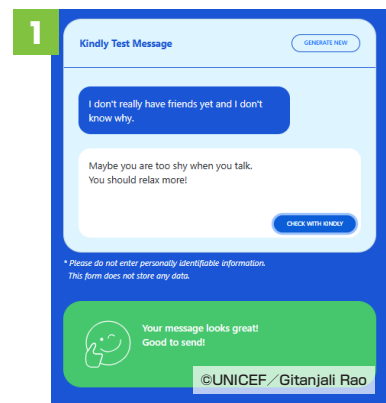 1
Kindly Test Message
GENERATE NEW
I don't really have friends yet and I don't
know why.
Maybe you are too shy when you talk.
You should relax more!
CHECK WITH KINDLY
* Please do not enter personally identifiable information.
This form does not store any data.
Your message looks great!
Good to send!
©UNICEF／Gitanjali Rao